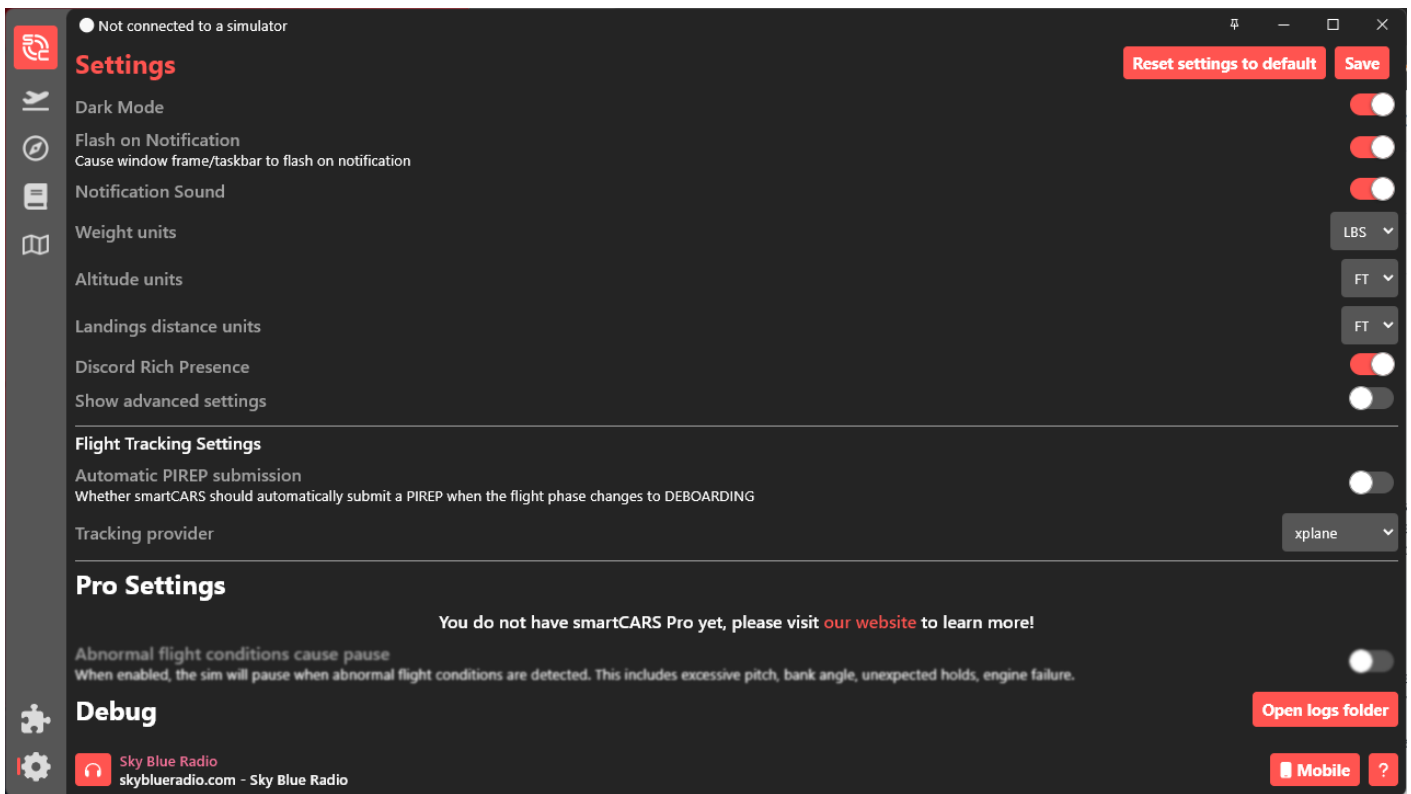 Not connected to a simulator
Settings
Reset settings to default
Save
Dark Mode
Flash on Notification
Cause window frame/taskbar to flash on notification
Notification Sound
Weight units
LBS
Altitude units
FT
Landings distance units
FT
Discord Rich Presence
Show advanced settings
Flight Tracking Settings
Automatic PIREP submission
Whether smartCARS should automatically submit a PIREP when the flight phase changes to DEBOARDING
Tracking provider
xplane
Pro Settings
You do not have smartCARS Pro yet, please visit our website to learn more!
Abnormal flight conditions cause pause
When enabled, the sim will pause when abnormal flight conditions are detected. This includes excessive pitch, bank angle, unexpected holds, engine failure.
Debug
Open logs folder
Sky Blue Radio
skyblueradio.com - Sky Blue Radio
Mobile
?